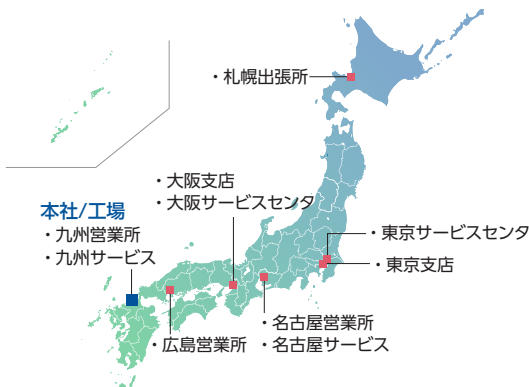 ・札幌出張所
・大阪支店
・大阪サービスセンタ
本社/工場
・九州営業所
・九州サービス
・東京サービスセンタ
・東京支店
・名古屋営業所
・名古屋サービス
・広島営業所